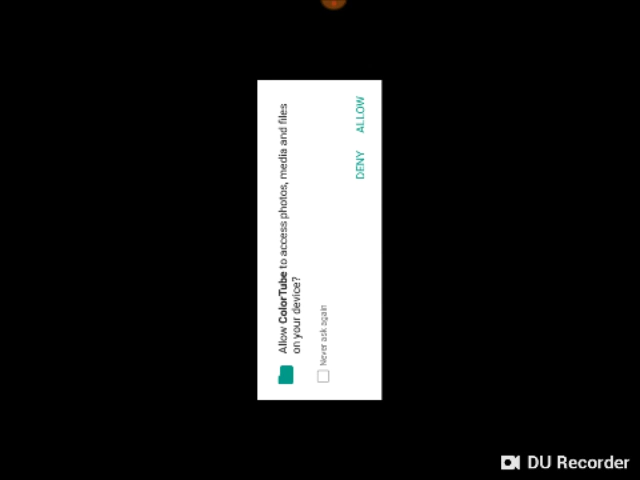 Allow ColorTube to access photos, media and files
on your device?
Never ask again
DENY ALLOW
DU Recorder